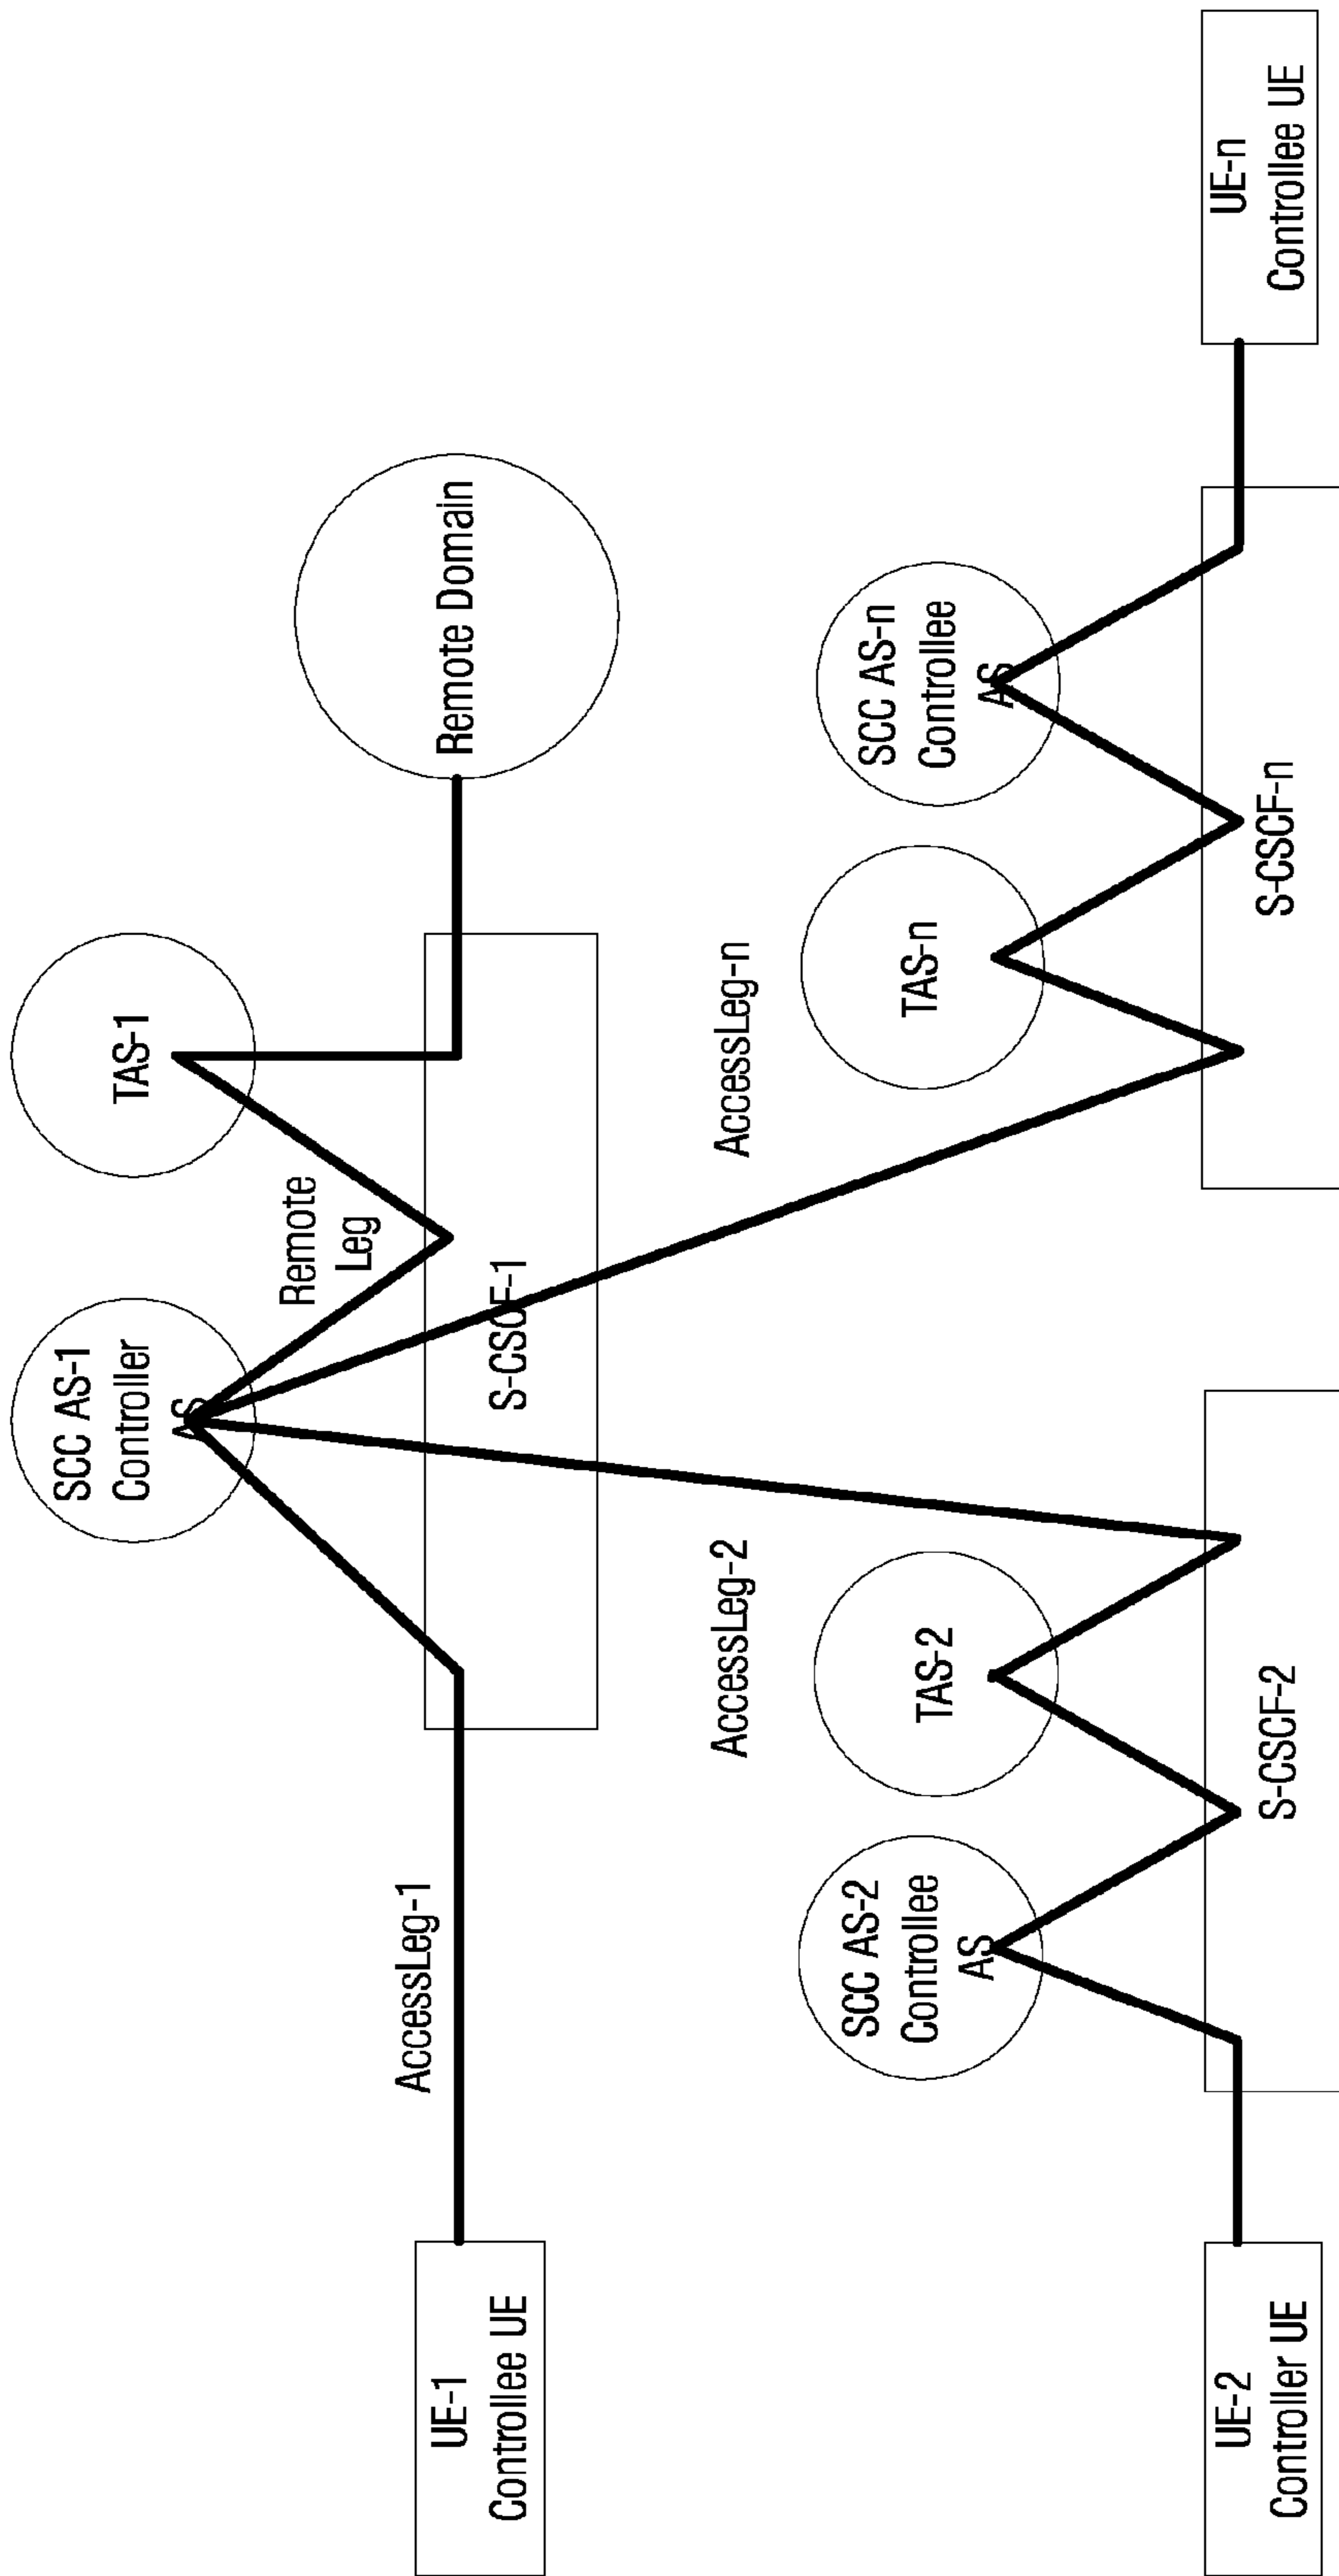 SCC AS-1
Controller
AS
TAS-1
Remote
Leg
AccessLeg-1
UE-1
Controllee UE
S-CSCF-1
Remote Domain
AccessLeg-2
AccessLeg-n
SCC AS-2
Controllee
AS
TAS-2
TAS-n
SCC AS-n
Controllee
AS
UE-2
Controller UE
S-CSCF-2
S-CSCF-n
UE-n
Controllee UE